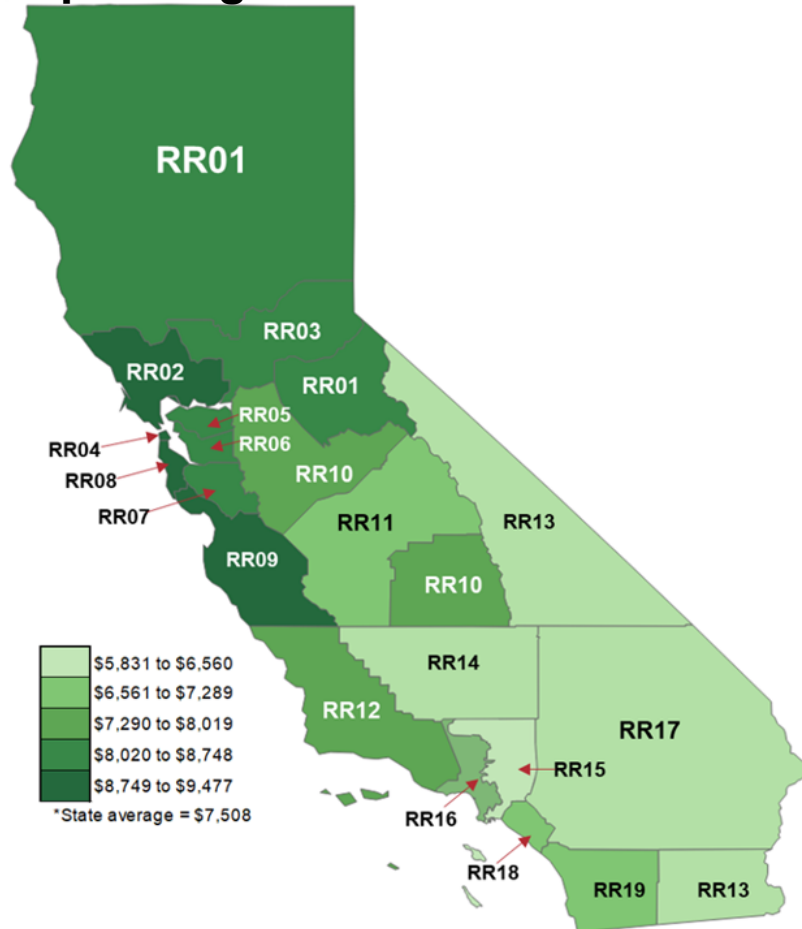 RR01
RR03
RR02
RR01
RR05
RR04
RR06
RR08
RR10
RR07
RR11
RR13
RR09
RR10
$5,831 to $6,560
RR14
$6,561 to $7,289
$7,290 to $8,019
RR12
RR17
$8,020 to $8,748
RR15
$8,749 to $9,477
*State average = $7,508
RR16
RR18
RR19
RR13